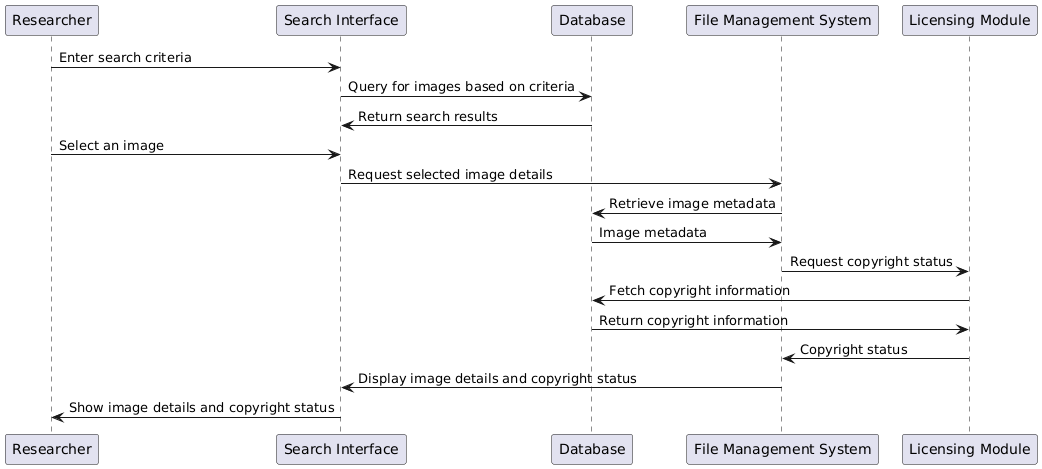 Researcher
Search Interface
Database
File Management System
Licensing Module
Enter search criteria
Query for images based on criteria
Return search results
Select an image
Request selected image details
Retrieve image metadata
Image metadata
Request copyright status
Fetch copyright information
Return copyright information
Copyright status
Display image details and copyright status
Show image details and copyright status
Researcher
Search Interface
Database
File Management System
Licensing Module